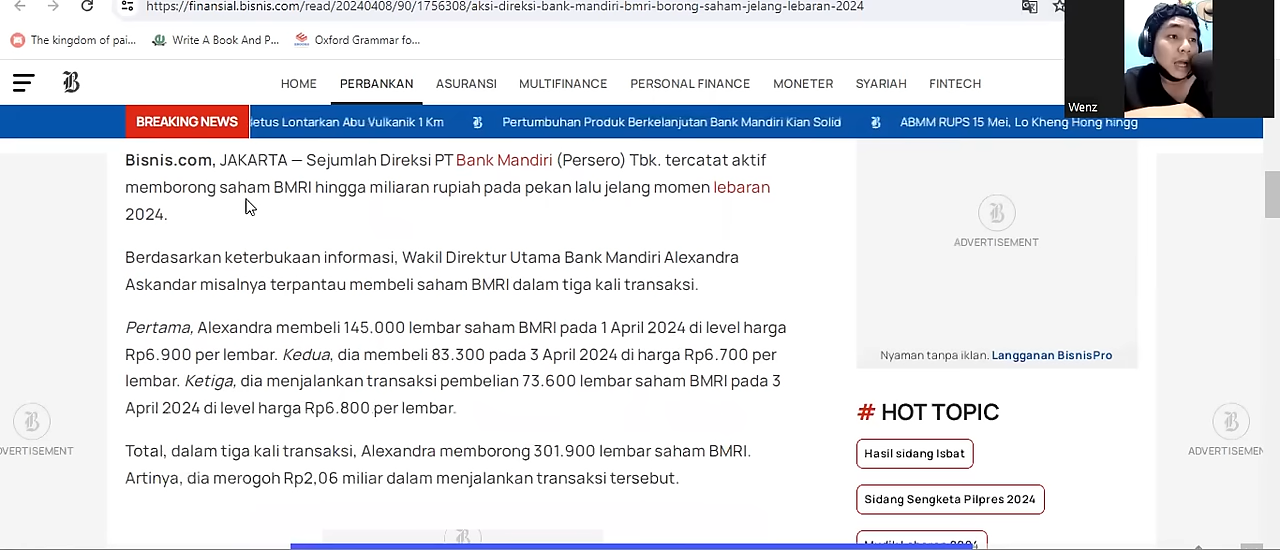 https://finansial.bisnis.com/read/20240408/90/1756308/aksi-direksi-bank-mandiri-bmri-borong-saham-jelang-lebaran-2024
The kingdom of pai...
Write A Book And P...
Oxford Grammar fo...
HOME PERBANKAN ASURANSI MULTIFINANCE PERSONAL FINANCE MONETER SYARIAH FINTECH
Wenz
BREAKING NEWS
etus Lontarkan Abu Vulkanik 1 Km
Pertumbuhan Produk Berkelanjutan Bank Mandiri Kian Solid
ABMM RUPS 15 Mei, Lo Kheng Hong hingg
Bisnis.com, JAKARTA — Sejumlah Direksi PT Bank Mandiri (Persero) Tbk. tercatat aktif
memborong saham BMRI hingga miliaran rupiah pada pekan lalu jelang momen lebaran
2024.
Berdasarkan keterbukaan informasi, Wakil Direktur Utama Bank Mandiri Alexandra
Askandar misalnya terpantau membeli saham BMRI dalam tiga kali transaksi.
Pertama, Alexandra membeli 145.000 lembar saham BMRI pada 1 April 2024 di level harga
Rp6.900 per lembar. Kedua, dia membeli 83.300 pada 3 April 2024 di harga Rp6.700 per
lembar. Ketiga, dia menjalankan transaksi pembelian 73.600 lembar saham BMRI pada 3
April 2024 di level harga Rp6.800 per lembar.
Total, dalam tiga kali transaksi, Alexandra memborong 301.900 lembar saham BMRI.
Artinya, dia merogoh Rp2,06 miliar dalam menjalankan transaksi tersebut.
ADVERTISEMENT
Nyaman tanpa iklan. Langganan BisnisPro
# HOT TOPIC
Hasil sidang Isbat
Sidang Sengketa Pilpres 2024
Mudik Lebaran 2024
VERTISEMENT
ADVERTISEMEN